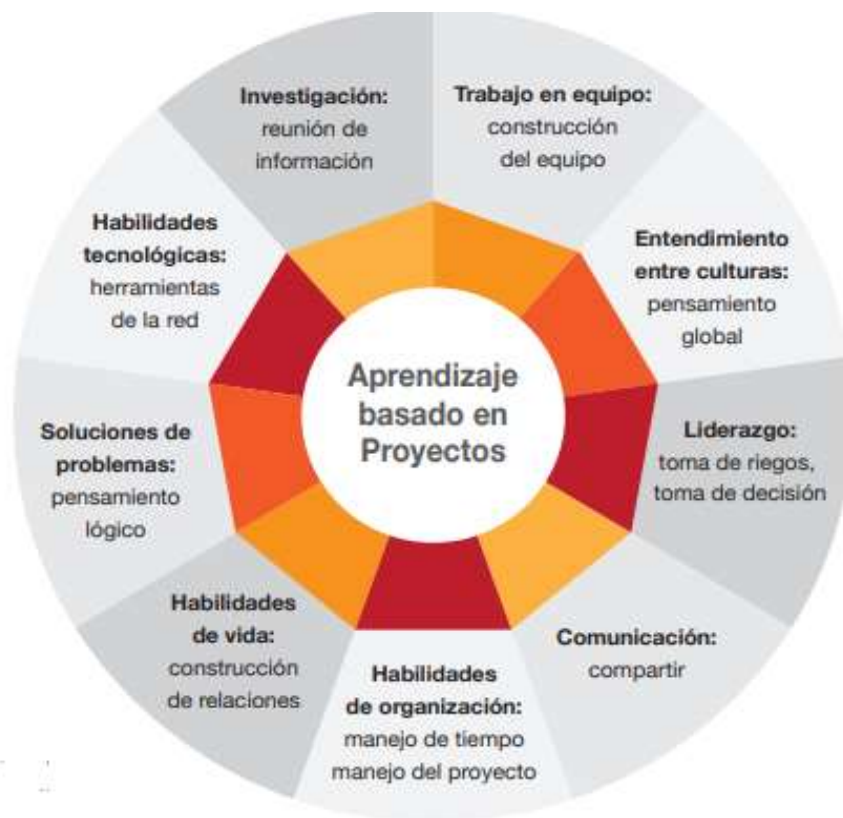 Investigación:
reunión de
información
Trabajo en equipo:
construcción
del equipo
Entendimiento
entre culturas:
pensamiento
global
Liderazgo:
toma de riegos,
toma de decisión
Comunicación:
compartir
Habilidades
de organización:
manejo de tiempo
manejo del proyecto
Habilidades
de vida:
construcción
de relaciones
Soluciones de
problemas:
pensamiento
lógico
Habilidades
tecnológicas:
herramientas
de la red
Aprendizaje
basado en
Proyectos